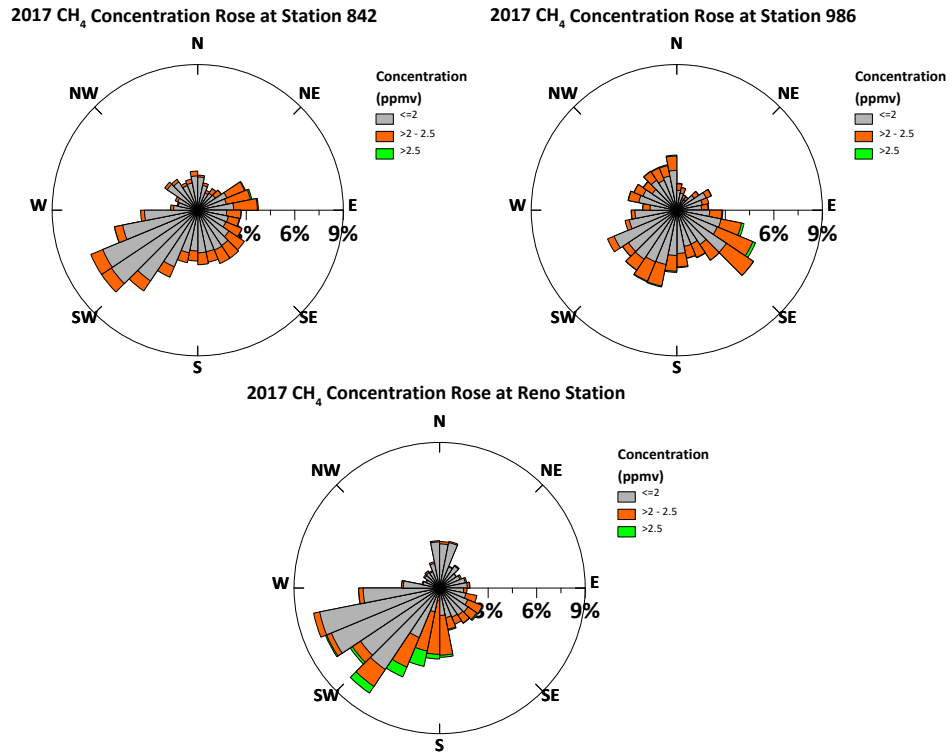 2017 CH4 Concentration Rose at Station 842
N
NW
NE
W
E
SW
SE
S
3%
6%
9%
Concentration
(ppmv)
<=2
>2 - 2.5
>2.5
2017 CH4 Concentration Rose at Station 986
N
NW
NE
W
E
SW
SE
S
6%
9%
Concentration
(ppmv)
<=2
>2 - 2.5
>2.5
2017 CH4 Concentration Rose at Reno Station
N
NW
NE
W
E
SW
SE
S
3%
6%
9%
Concentration
(ppmv)
<=2
>2 - 2.5
>2.5